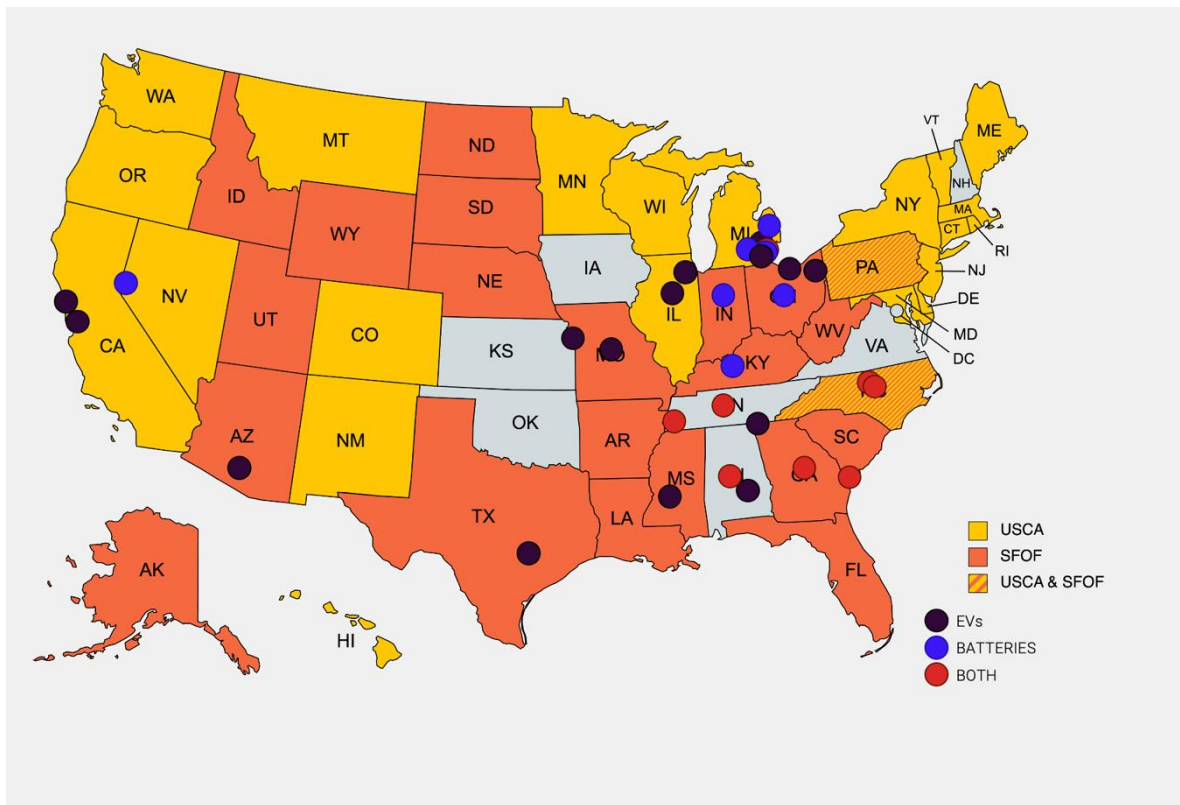 WA
MT
ND
MN
VT
ME
OR
ID
SD
WI
MI
NY
NH
MA
CT
RI
WY
IA
NE
PA
NJ
NV
UT
CO
IL
IN
WV
DE
MD
DC
CA
KS
KY
VA
AZ
NM
OK
AR
SC
MS
TX
LA
FL
AK
HI
USCA
SFOF
USCA & SFOF
EVs
BATTERIES
BOTH